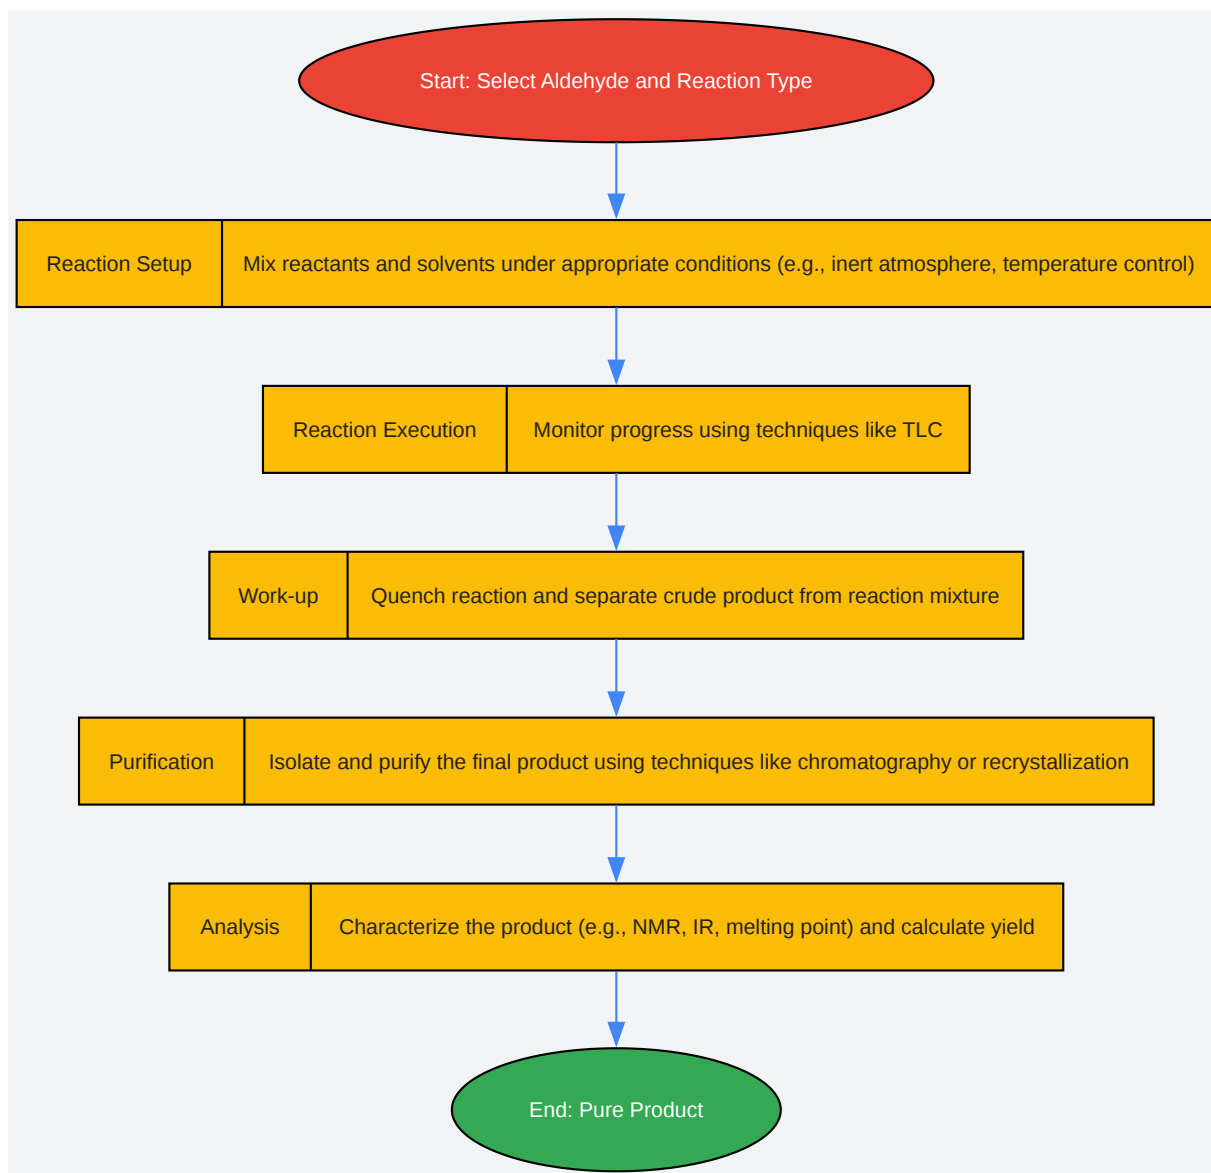 Start: Select Aldehyde and Reaction Type
Reaction Setup
Mix reactants and solvents under appropriate conditions (e.g., inert atmosphere, temperature control)
Reaction Execution
Monitor progress using techniques like TLC
Work-up
Quench reaction and separate crude product from reaction mixture
Purification
Isolate and purify the final product using techniques like chromatography or recrystallization
Analysis
Characterize the product (e.g., NMR, IR, melting point) and calculate yield
End: Pure Product